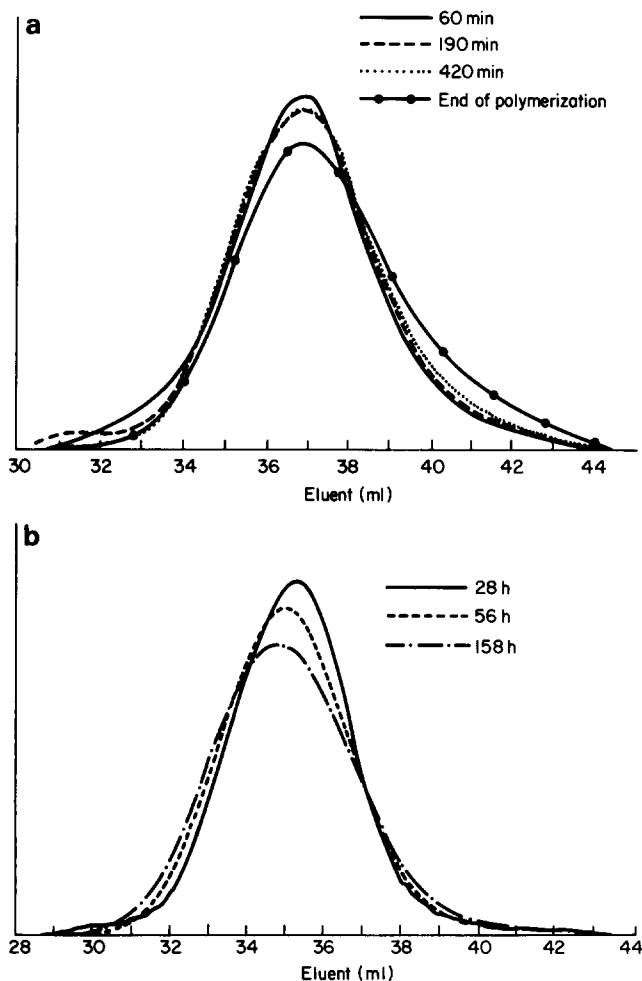 a
60 min
190 min
420 min
End of polymerization
30 32 34 36 38 40 42 44
Eluent (ml)
b
28 h
56 h
158 h
28 30 32 34 36 38 40 42 44
Eluent (ml)